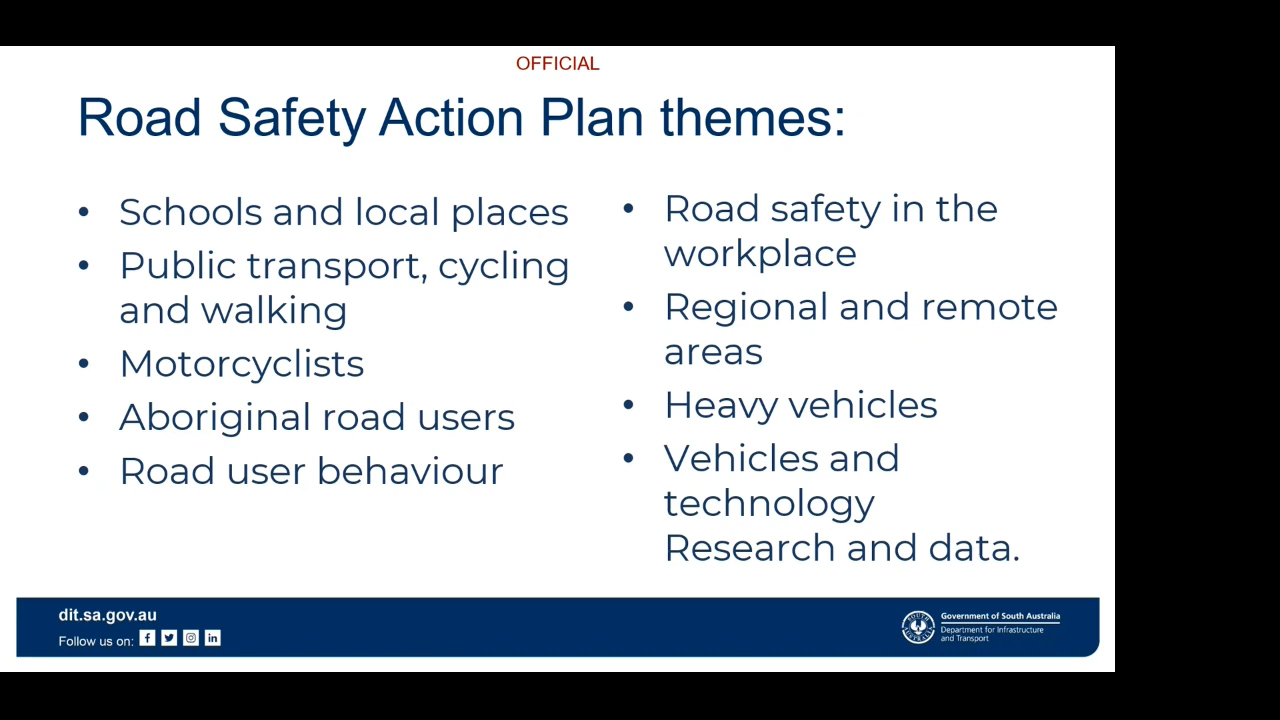 OFFICIAL
Road Safety Action Plan themes:
• Schools and local places
• Public transport, cycling
and walking
• Motorcyclists
• Aboriginal road users
• Road user behaviour
• Road safety in the
workplace
• Regional and remote
areas
• Heavy vehicles
• Vehicles and
technology
Research and data.
dit.sa.gov.au
Follow us on:
SOUTH AUSTRALIA
Government of South Australia
Department for Infrastructure
and Transport